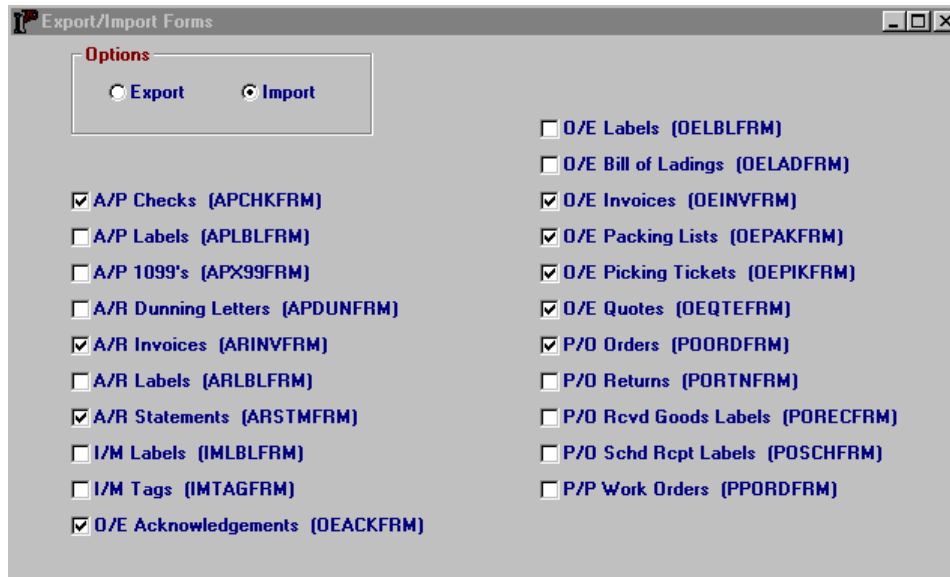 Export/Import Forms
Options
Export
Import
A/P Checks (APCHKFRM)
A/P Labels (APLBLFRM)
A/P 1099's (APX99FRM)
A/R Dunning Letters (APDUNFRM)
A/R Invoices (ARINVFRM)
A/R Labels (ARLBLFRM)
A/R Statements (ARSTMFRM)
I/M Labels (IMLBLFRM)
I/M Tags (IMTAGFRM)
O/E Acknowledgements (OEACKFRM)
O/E Labels (OELBLFRM)
O/E Bill of Ladings (OELADFRM)
O/E Invoices (OEINVFRM)
O/E Packing Lists (OEPAKFRM)
O/E Picking Tickets (OEPIKFRM)
O/E Quotes (OEQTEFRM)
P/O Orders (POORDFRM)
P/O Returns (PORTNFRM)
P/O Rcvd Goods Labels (PORECFRM)
P/O Schd Rcpt Labels (POSCHFRM)
P/P Work Orders (PPORDFRM)